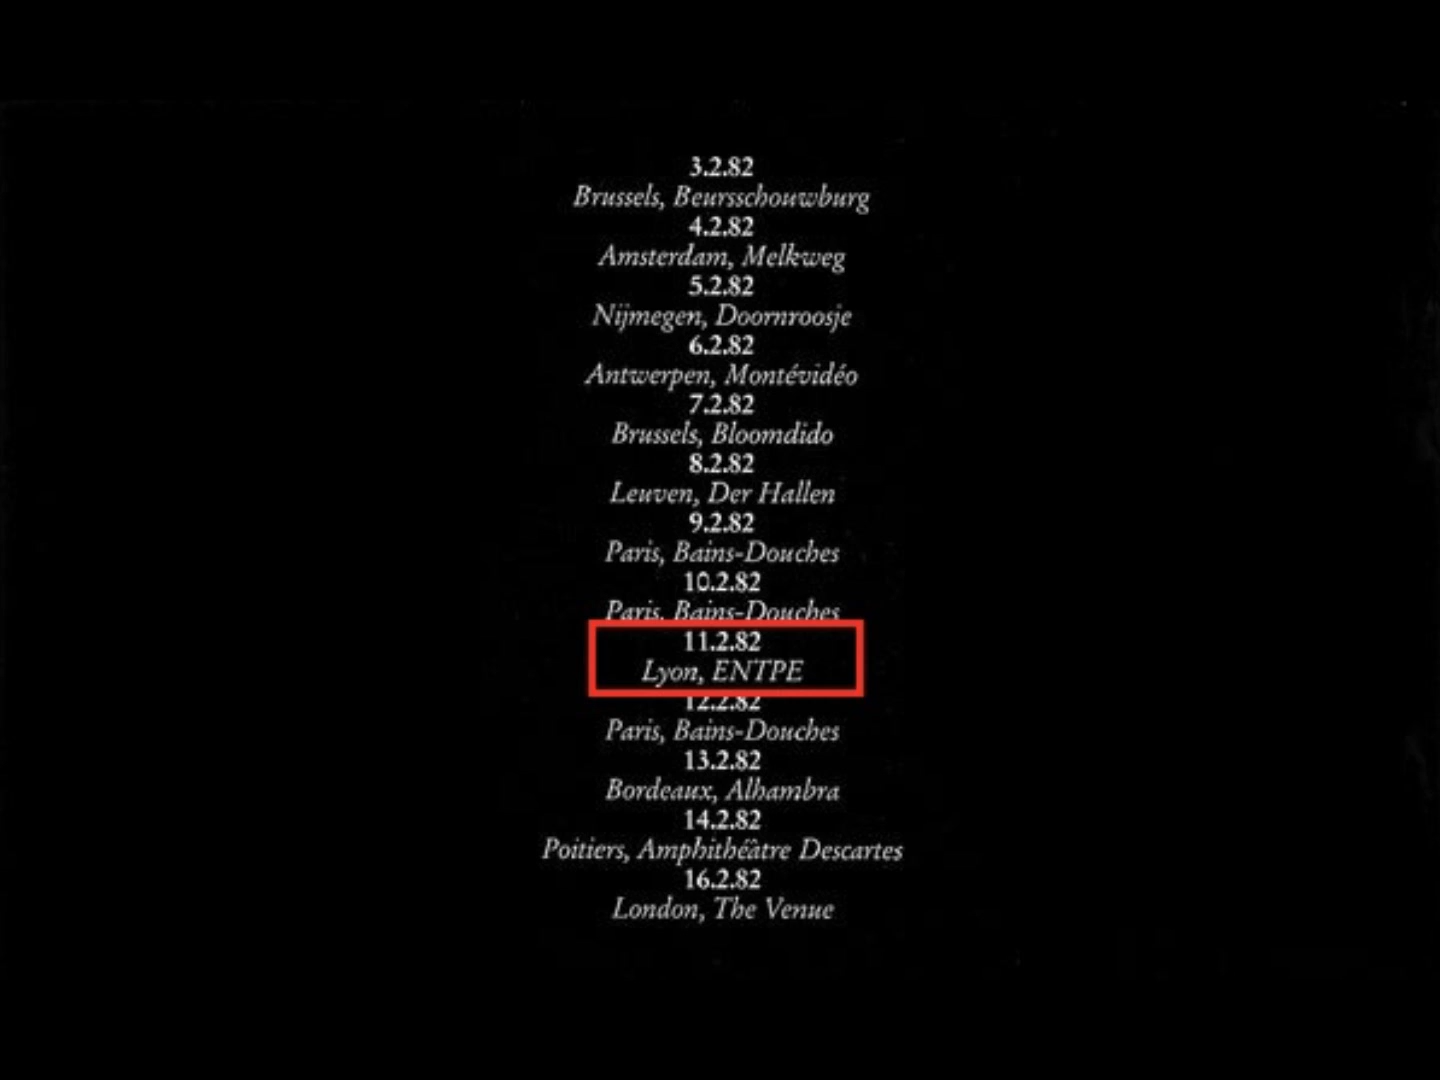 3.2.82
Brussels, Beursschouwburg
4.2.82
Amsterdam, Melkweg
5.2.82
Nijmegen, Doornroosje
6.2.82
Antwerpen, Montévidéo
7.2.82
Brussels, Bloomdido
8.2.82
Leuven, Der Hallen
9.2.82
Paris, Bains-Douches
10.2.82
Paris, Bains-Douches
11.2.82
Lyon, ENTPE
12.2.82
Paris, Bains-Douches
13.2.82
Bordeaux, Alhambra
14.2.82
Poitiers, Amphithéâtre Descartes
16.2.82
London, The Venue